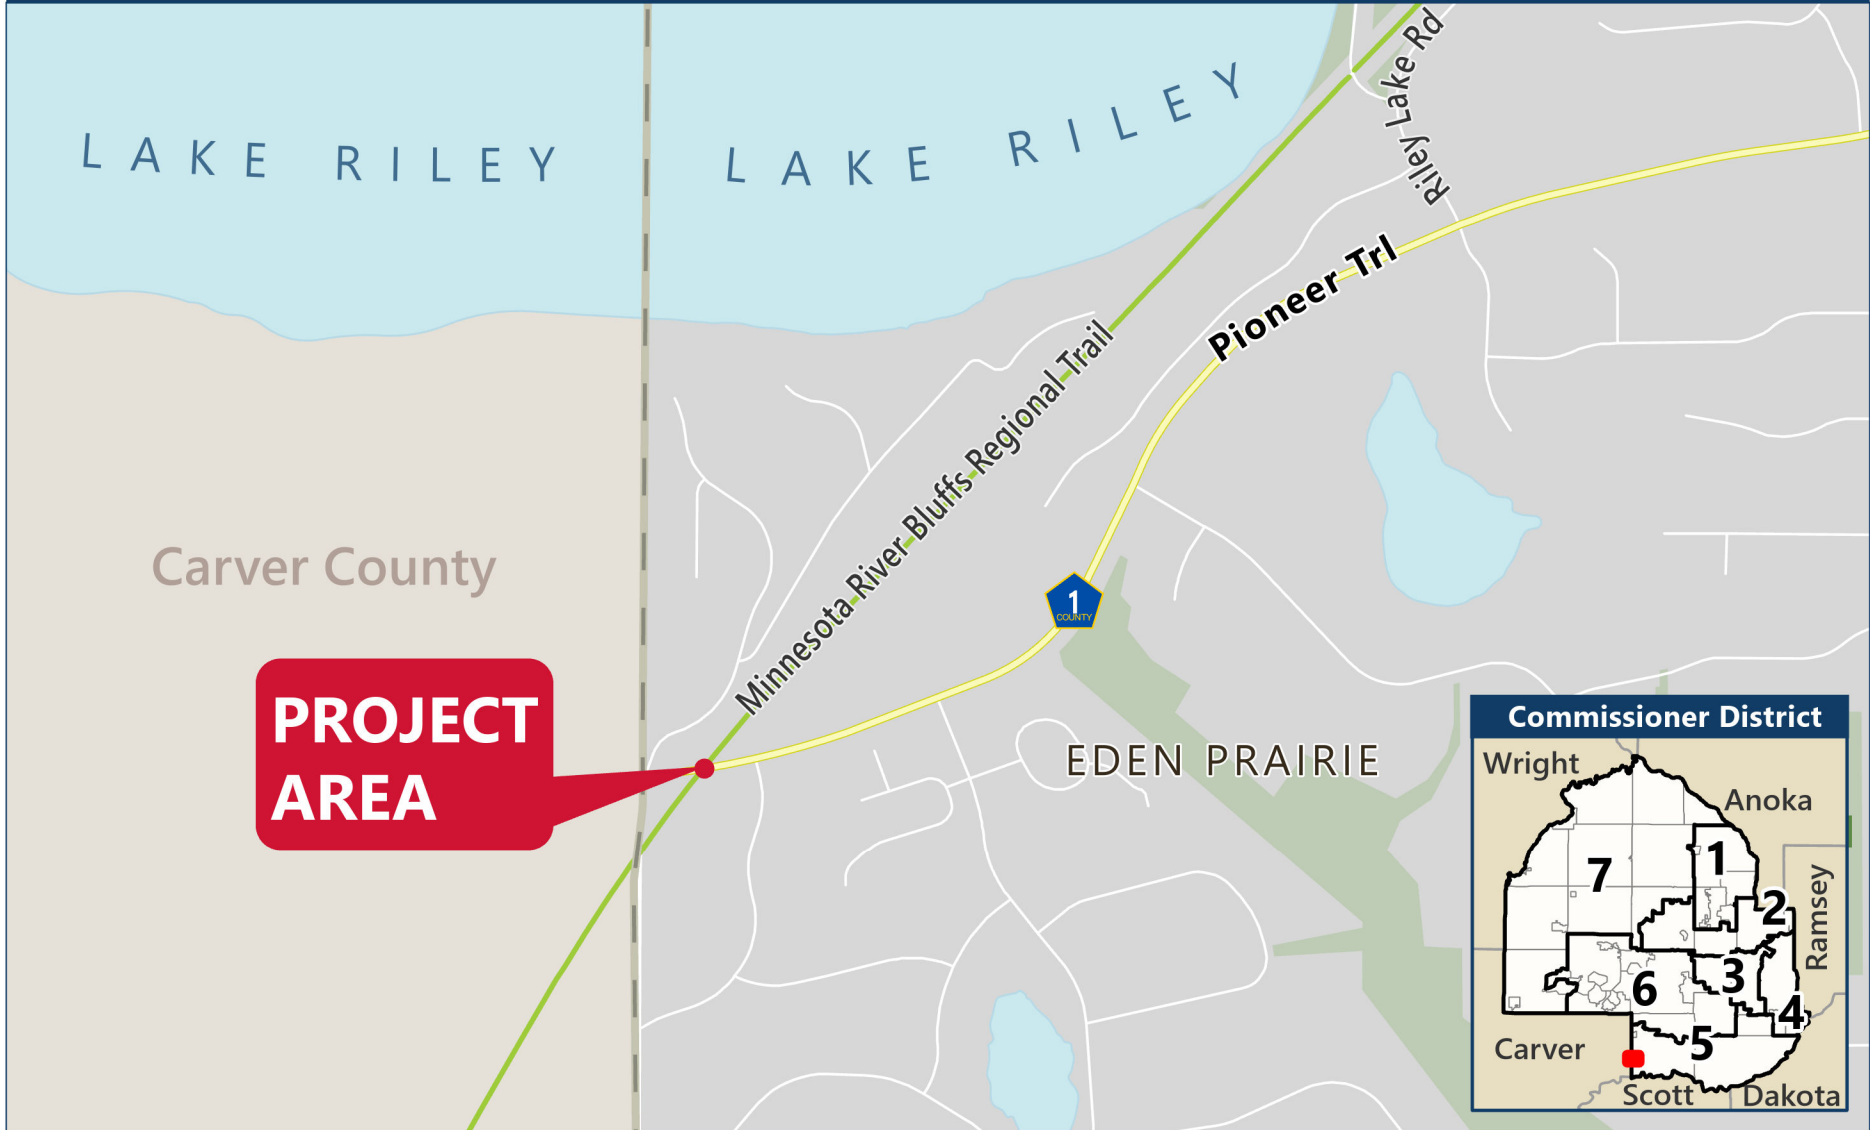 LAKE RILEY
LAKE RILEY
Riley Lake Rd
Pioneer Trl
Minnesota River Bluffs Regional Trail
Carver County
1
COUNTY
PROJECT
AREA
EDEN PRAIRIE
Commissioner District
Wright
Anoka
7
1
2
Ramsey
3
6
4
5
Carver
Scott
Dakota